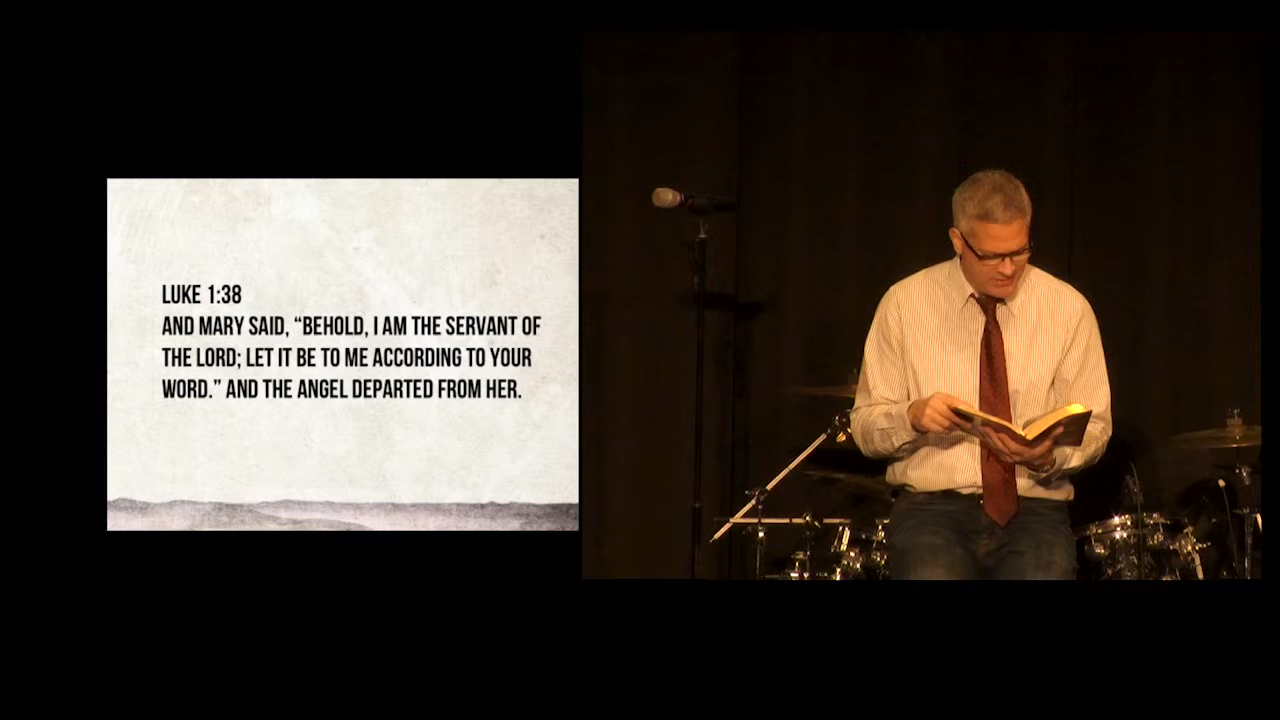 LUKE 1:38
AND MARY SAID, “BEHOLD, I AM THE SERVANT OF
THE LORD; LET IT BE TO ME ACCORDING TO YOUR
WORD.” AND THE ANGEL DEPARTED FROM HER.